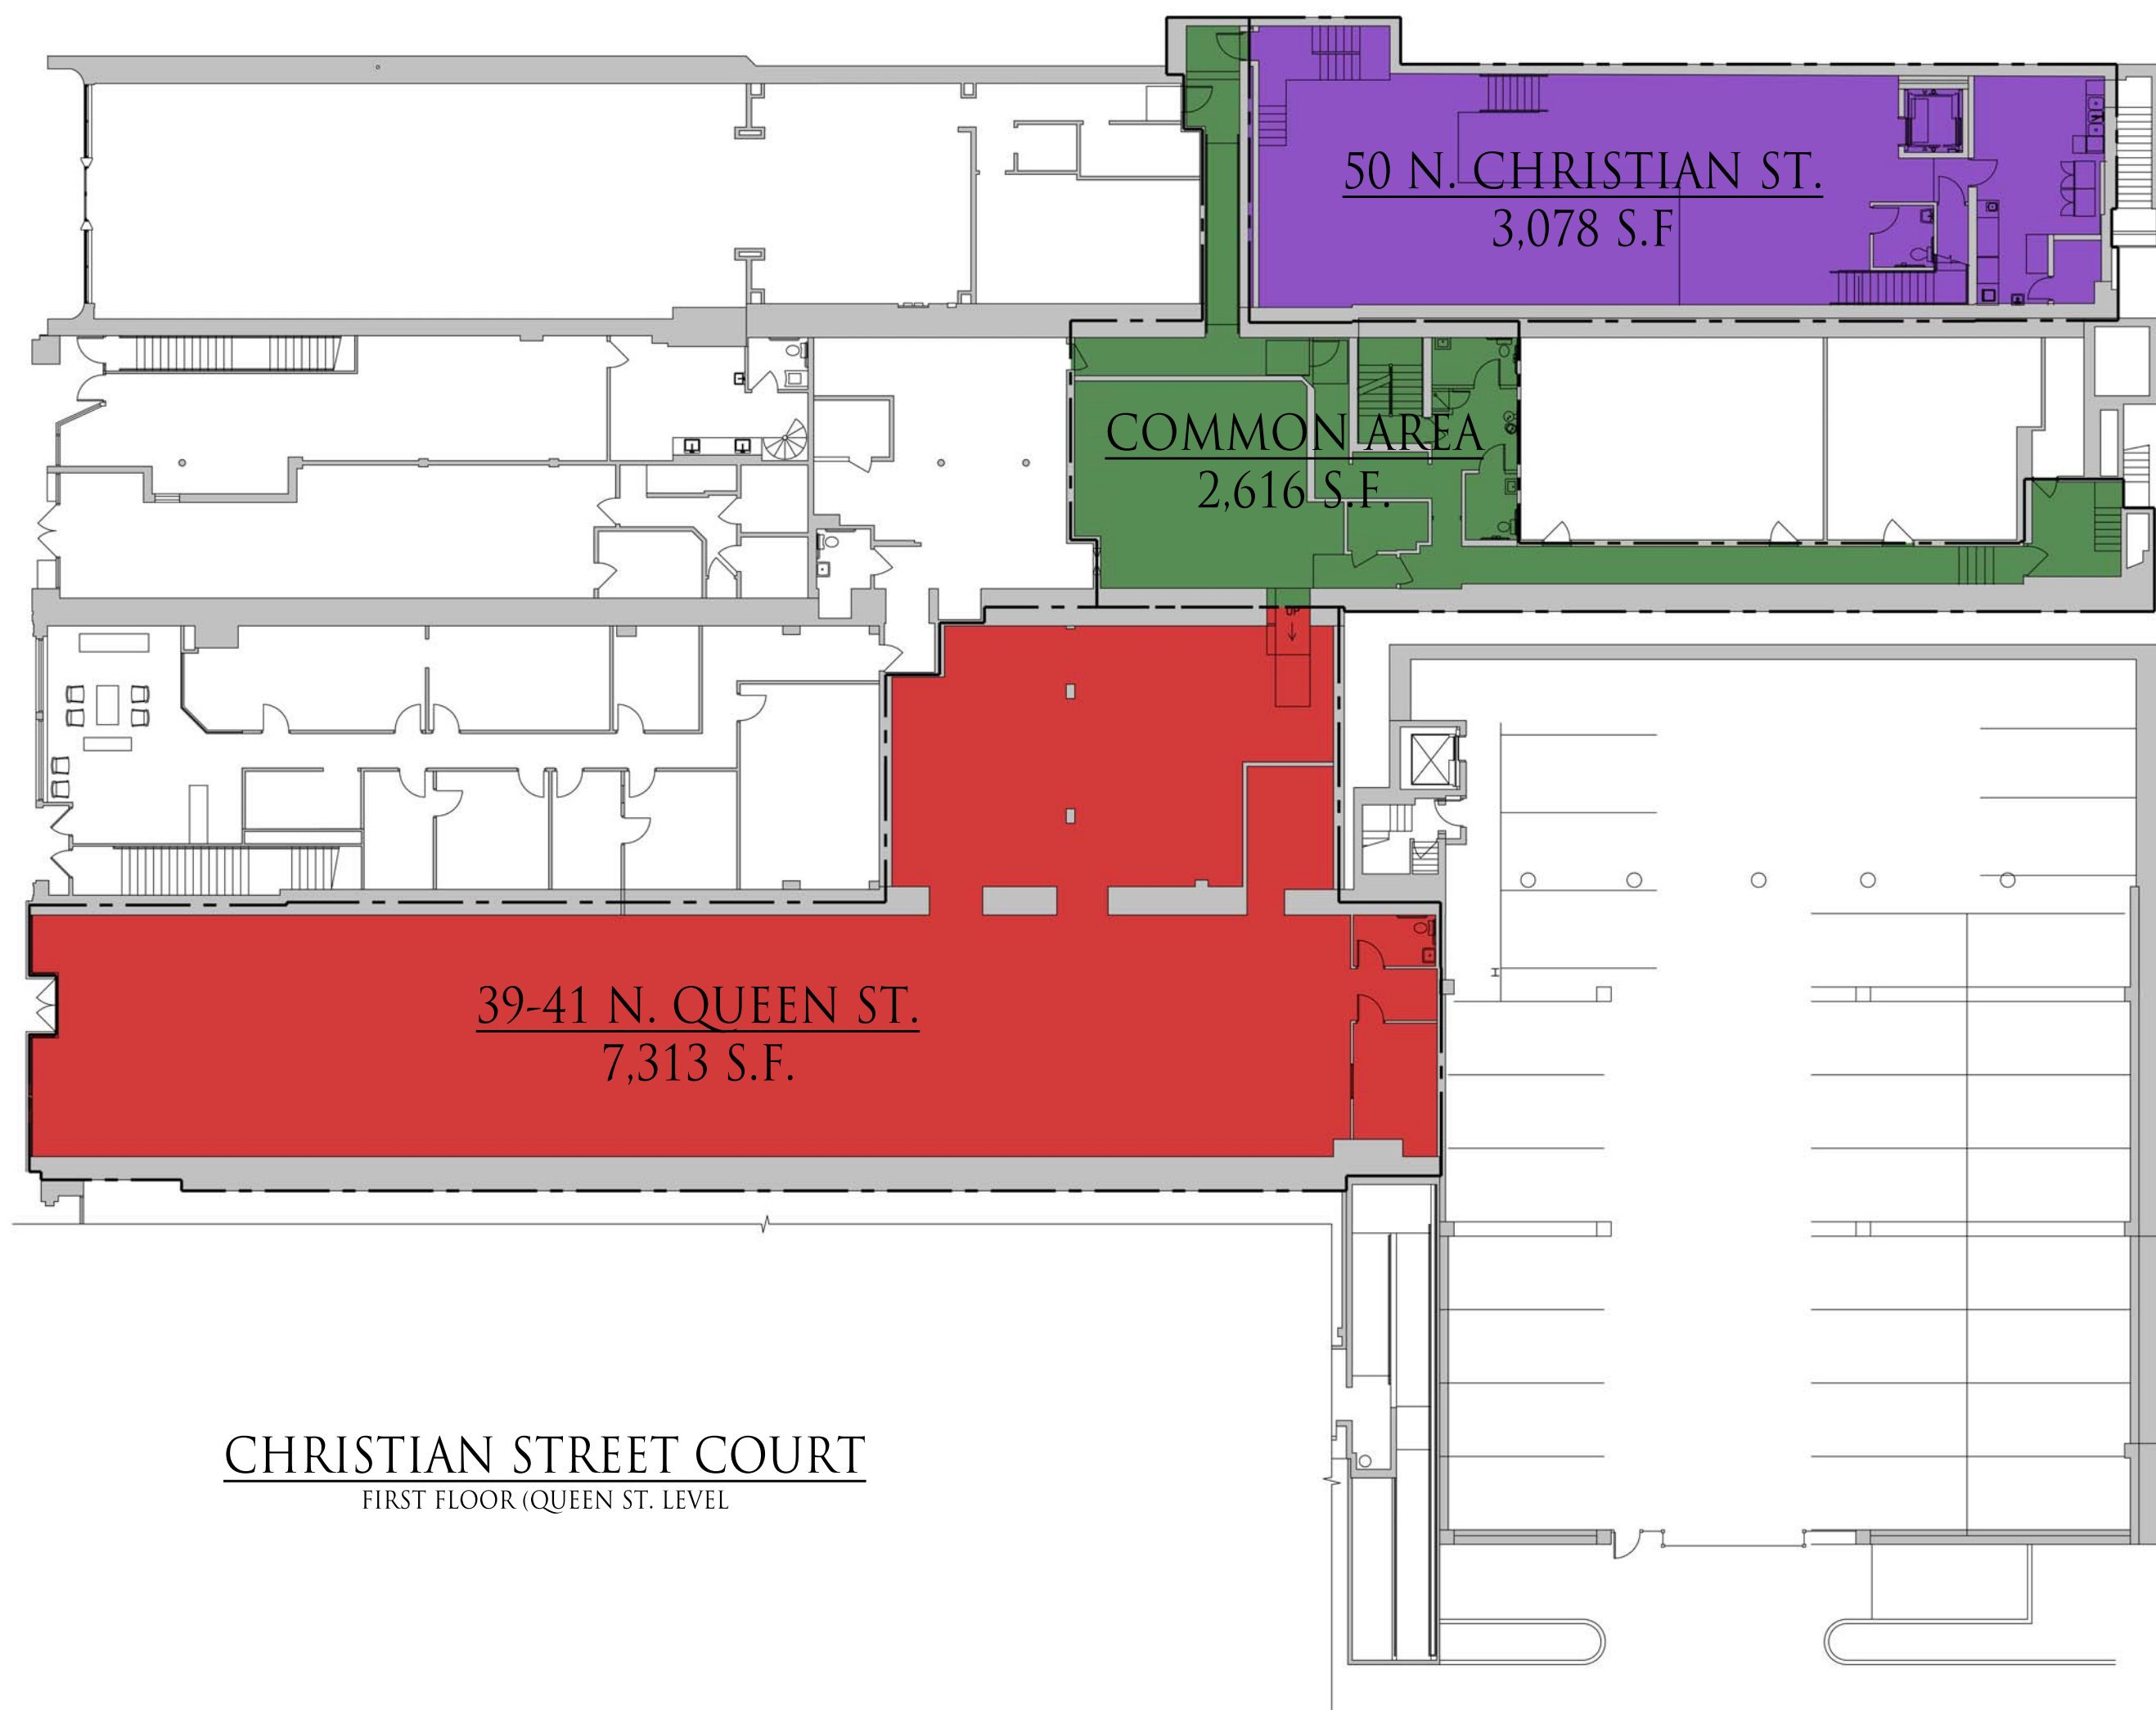 50 N. CHRISTIAN ST.
3,078 S.F
COMMON AREA
2,616 S.F.
UP
39-41 N. QUEEN ST.
7,313 S.F.
CHRISTIAN STREET COURT
FIRST FLOOR (QUEEN ST. LEVEL